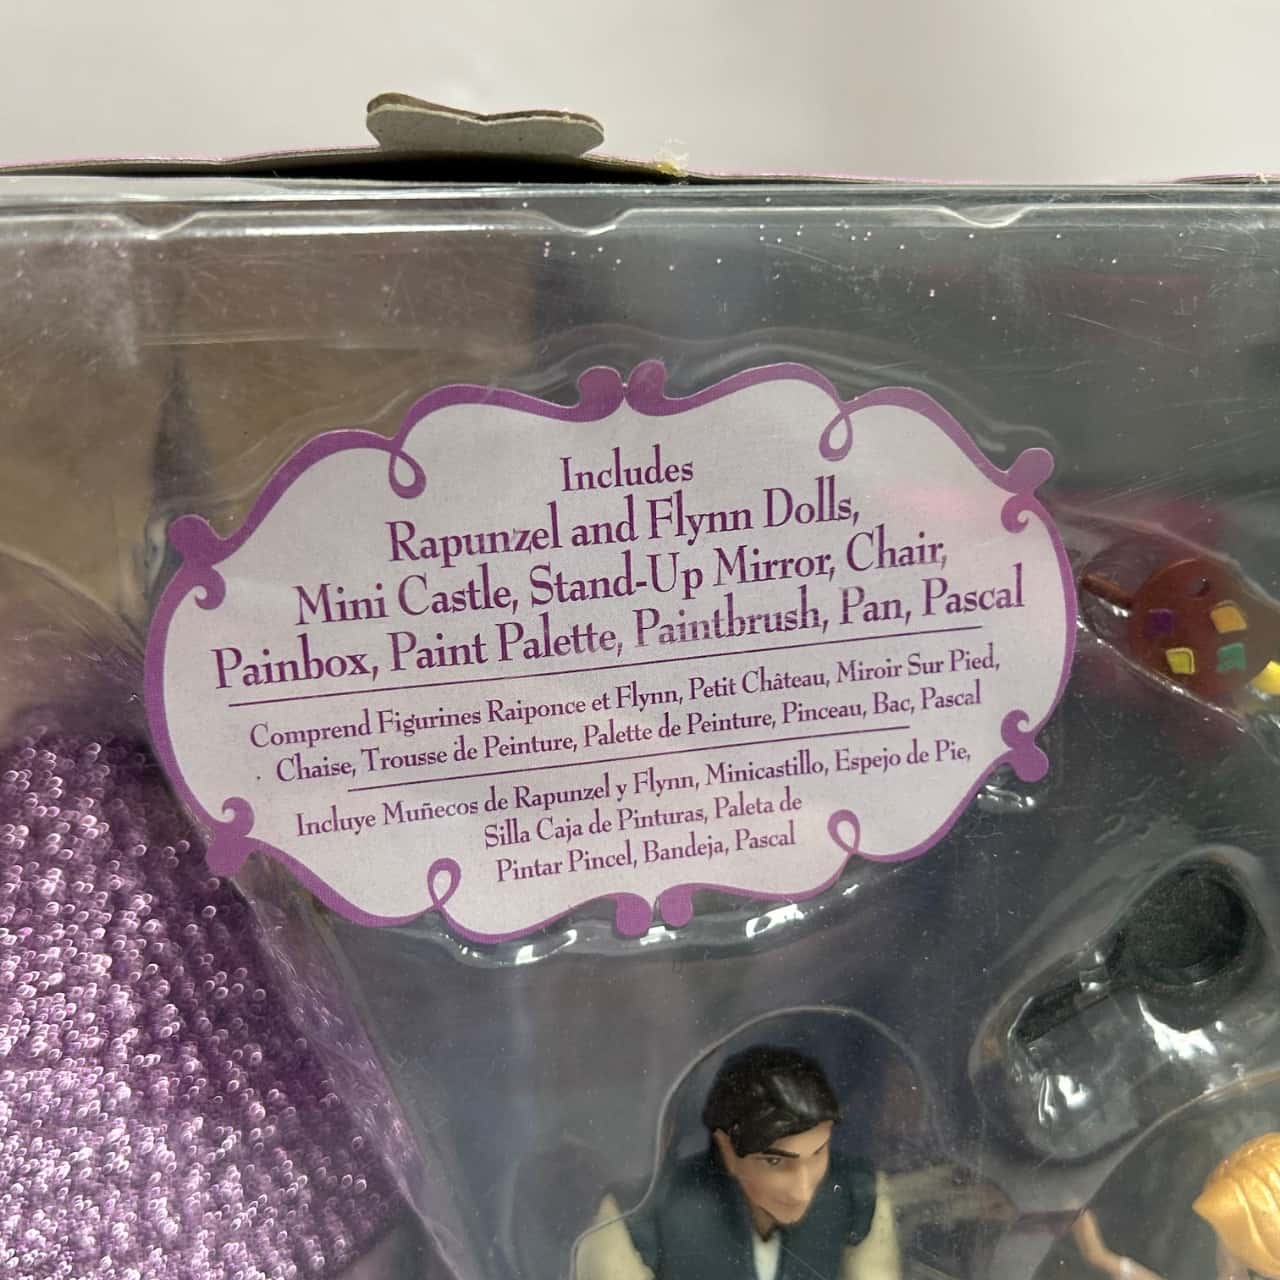 Includes
Rapunzel and Flynn Dolls,
Mini Castle, Stand-Up Mirror, Chair,
Painbox, Paint Palette, Paintbrush, Pan, Pascal
Comprend Figurines Raiponce et Flynn, Petit Château, Miroir Sur Pied,
Chaise, Trousse de Peinture, Palette de Peinture, Pinceau, Bac, Pascal
Incluye Muñecos de Rapunzel y Flynn, Minicastillo, Espejo de Pie,
Silla Caja de Pinturas, Paleta de
Pintar Pincel, Bandeja, Pascal